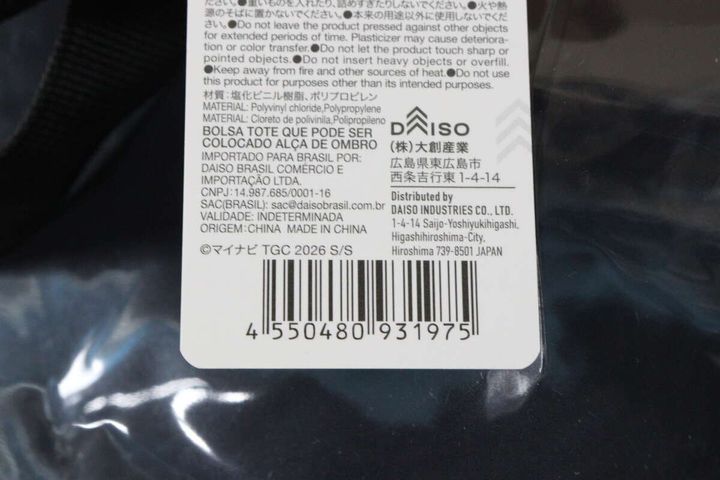 ださい。●重いものを入れたり、詰めすぎたりしないでください。●火や熱
源のそばに置かないでください。●本来の用途以外に使用しないでください。
●Do not leave the product pressed against other objects
for extended periods of time. Plasticizer may cause deteriora-
tion or color transfer.●Do not let the product touch sharp or
pointed objects.●Do not insert heavy objects or overfill.
●Keep away from fire and other sources of heat.●Do not use
this product for purposes other than its intended purposes.
材質:塩化ビニル樹脂、ポリプロピレン
MATERIAL: Polyvinyl chloride,Polypropylene
MATERIAL: Cloreto de polivinila,Polipropileno
BOLSA TOTE QUE PODE SER
COLOCADO ALÇA DE OMBRO
IMPORTADO PARA BRASIL POR:
DAISO BRASIL COMÉRCIO E
IMPORTAÇÃO LTDA.
CNPJ:14.987.685/0001-16
SAC(BRASIL): sac@daisobrasil.com.br
VALIDADE: INDETERMINADA
ORIGEM:CHINA MADE IN CHINA
©マイナビ TGC 2026 S/S
DAISO
(株)大創産業
広島県東広島市
西条吉行東1-4-14
Distributed by
DAISO INDUSTRIES CO., LTD.
1-4-14 Saijo-Yoshiyukihigashi,
Higashihiroshima-City,
Hiroshima 739-8501 JAPAN
4 550480 931975